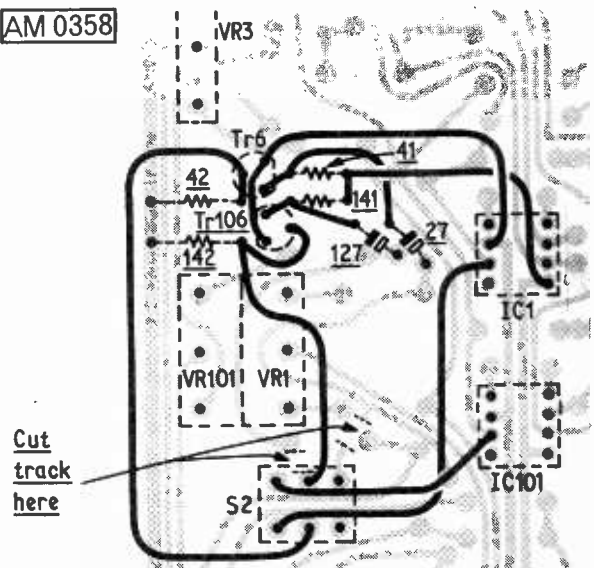 AM 0358
VR3
Tr6
41
42
141
Tr106
27
127
142
IC1
VR101
VR1
Cut
track
here
S2
IC101